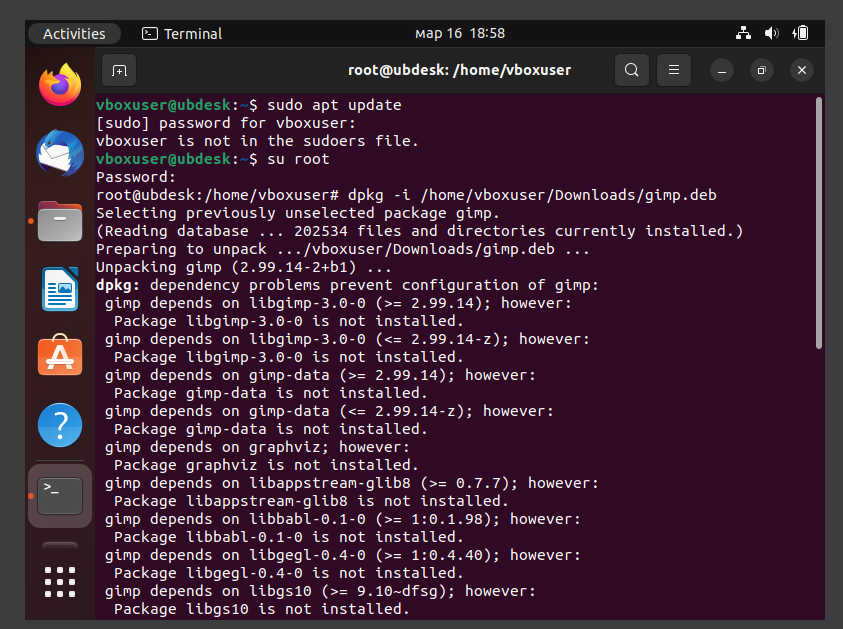 Activities
Terminal
мар 16 18:58
root@ubdesk: /home/vboxuser
vboxuser@ubdesk:~$ sudo apt update
[sudo] password for vboxuser:
vboxuser is not in the sudoers file.
vboxuser@ubdesk:~$ su root
Password:
root@ubdesk:/home/vboxuser# dpkg -i /home/vboxuser/Downloads/gimp.deb
Selecting previously unselected package gimp.
(Reading database ... 202534 files and directories currently installed.)
Preparing to unpack .../vboxuser/Downloads/gimp.deb ...
Unpacking gimp (2.99.14-2+b1) ...
dpkg: dependency problems prevent configuration of gimp:
 gimp depends on libgimp-3.0-0 (>= 2.99.14); however:
  Package libgimp-3.0-0 is not installed.
 gimp depends on libgimp-3.0-0 (<= 2.99.14-z); however:
  Package libgimp-3.0-0 is not installed.
 gimp depends on gimp-data (>= 2.99.14); however:
  Package gimp-data is not installed.
 gimp depends on gimp-data (<= 2.99.14-z); however:
  Package gimp-data is not installed.
 gimp depends on graphviz; however:
  Package graphviz is not installed.
 gimp depends on libappstream-glib8 (>= 0.7.7); however:
  Package libappstream-glib8 is not installed.
 gimp depends on libbabl-0.1-0 (>= 1:0.1.98); however:
  Package libbabl-0.1-0 is not installed.
 gimp depends on libgegl-0.4-0 (>= 1:0.4.40); however:
  Package libgegl-0.4-0 is not installed.
 gimp depends on libgs10 (>= 9.10~dfsg); however:
  Package libgs10 is not installed.